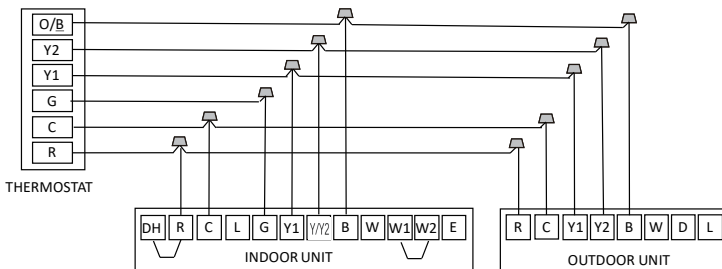 O/B
Y2
Y1
G
C
R
THERMOSTAT
DH R C L G Y1 Y/Y2 B W W1 W2 E
INDOOR UNIT
R C Y1 Y2 B W D L
OUTDOOR UNIT